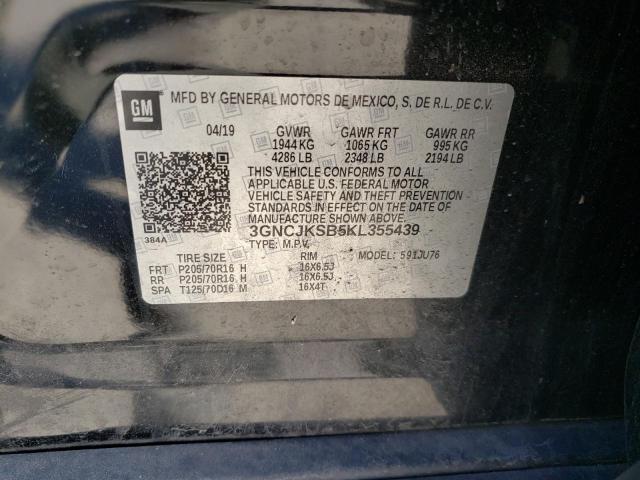 GM MFD BY GENERAL MOTORS DE MEXICO, S. DE R.L. DE C.V.
04/19 GVWR GAWR FRT GAWR RR
1944 KG 1065 KG 995 KG
4286 LB 2348 LB 2194 LB
THIS VEHICLE CONFORMS TO ALL
APPLICABLE U.S. FEDERAL MOTOR
VEHICLE SAFETY AND THEFT PREVENTION
STANDARDS IN EFFECT ON THE DATE OF
MANUFACTURE SHOWN ABOVE.
384A
3GNCJKSB5KL355439
TYPE: M.P.V. MODEL: 591JU76
TIRE SIZE RIM
FRT P205/70R16 H 16X6.5J
RR P205/70R16 H 16X6.5J
SPA T125/70D16 M 16X4T